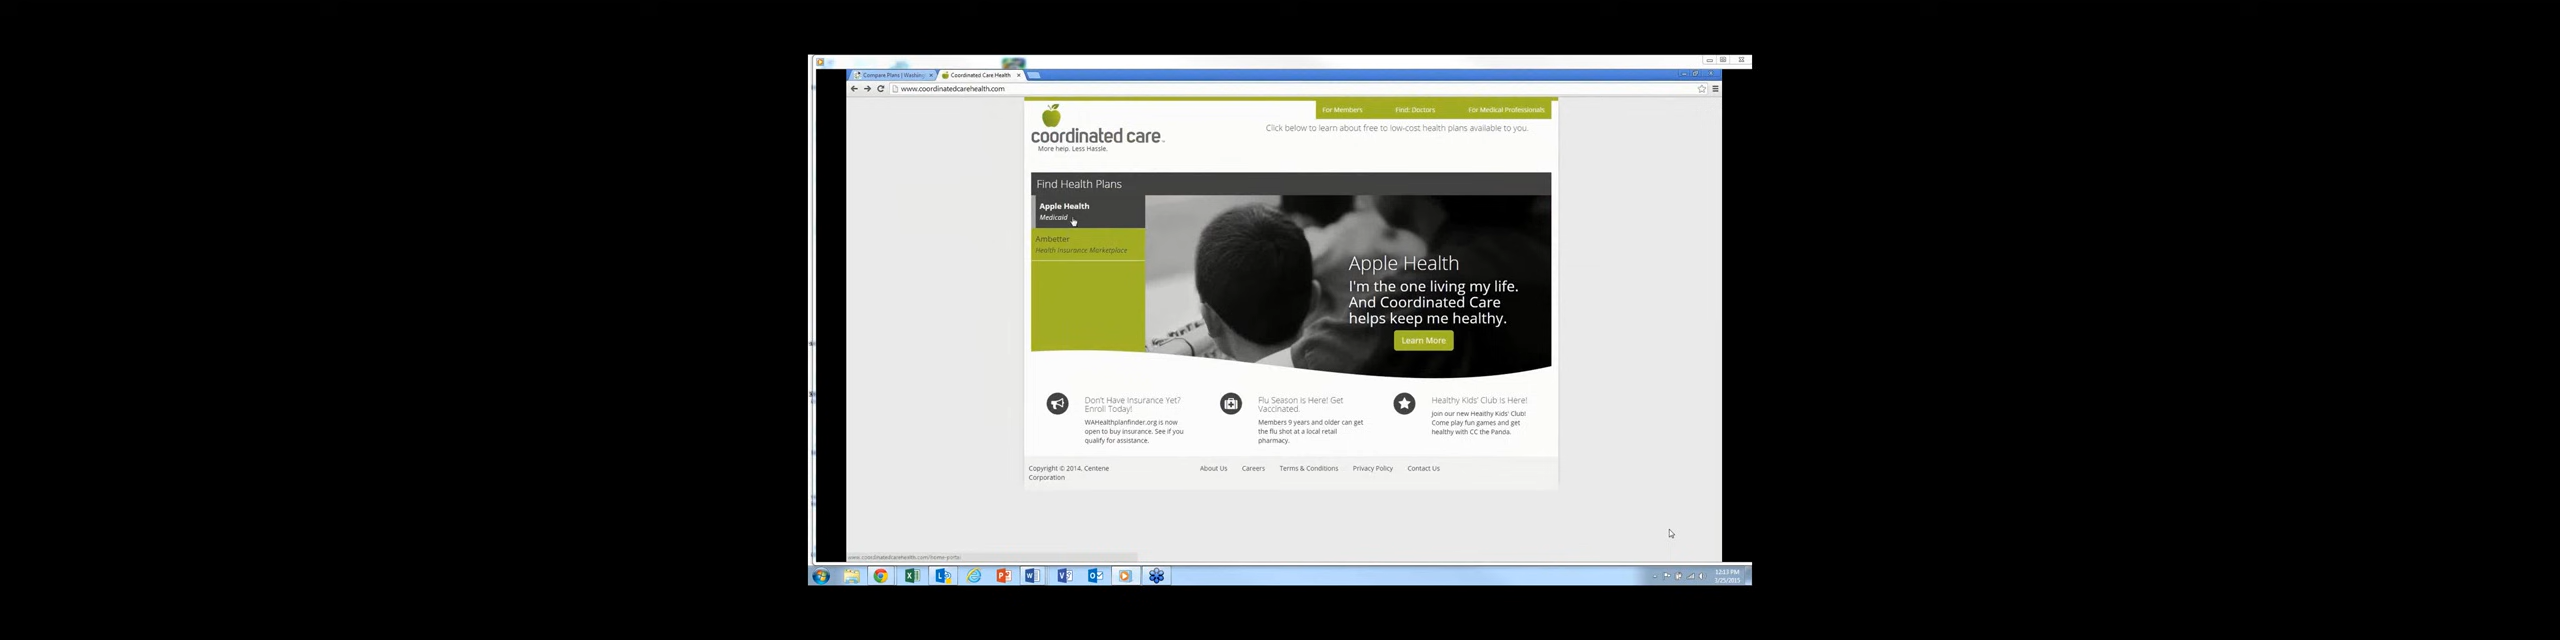 Compare Plans | Washing
Coordinated Care Health
www.coordinatedcarehealth.com
For Members Find: Doctors For Medical Professionals
coordinated care™
More help. Less Hassle.
Click below to learn about free to low-cost health plans available to you.
Find Health Plans
Apple Health
Medicaid
Ambetter
Health Insurance Marketplace
Apple Health
I'm the one living my life.
And Coordinated Care
helps keep me healthy.
Learn More
Don't Have Insurance Yet?
Enroll Today!
WAHealthplanfinder.org is now
open to buy insurance. See if you
qualify for assistance.
Flu Season Is Here! Get
Vaccinated.
Members 9 years and older can get
the flu shot at a local retail
pharmacy.
Healthy Kids' Club Is Here!
Join our new Healthy Kids' Club!
Come play fun games and get
healthy with CC the Panda.
Copyright © 2014, Centene
Corporation
About Us Careers Terms & Conditions Privacy Policy Contact Us
12:13 PM